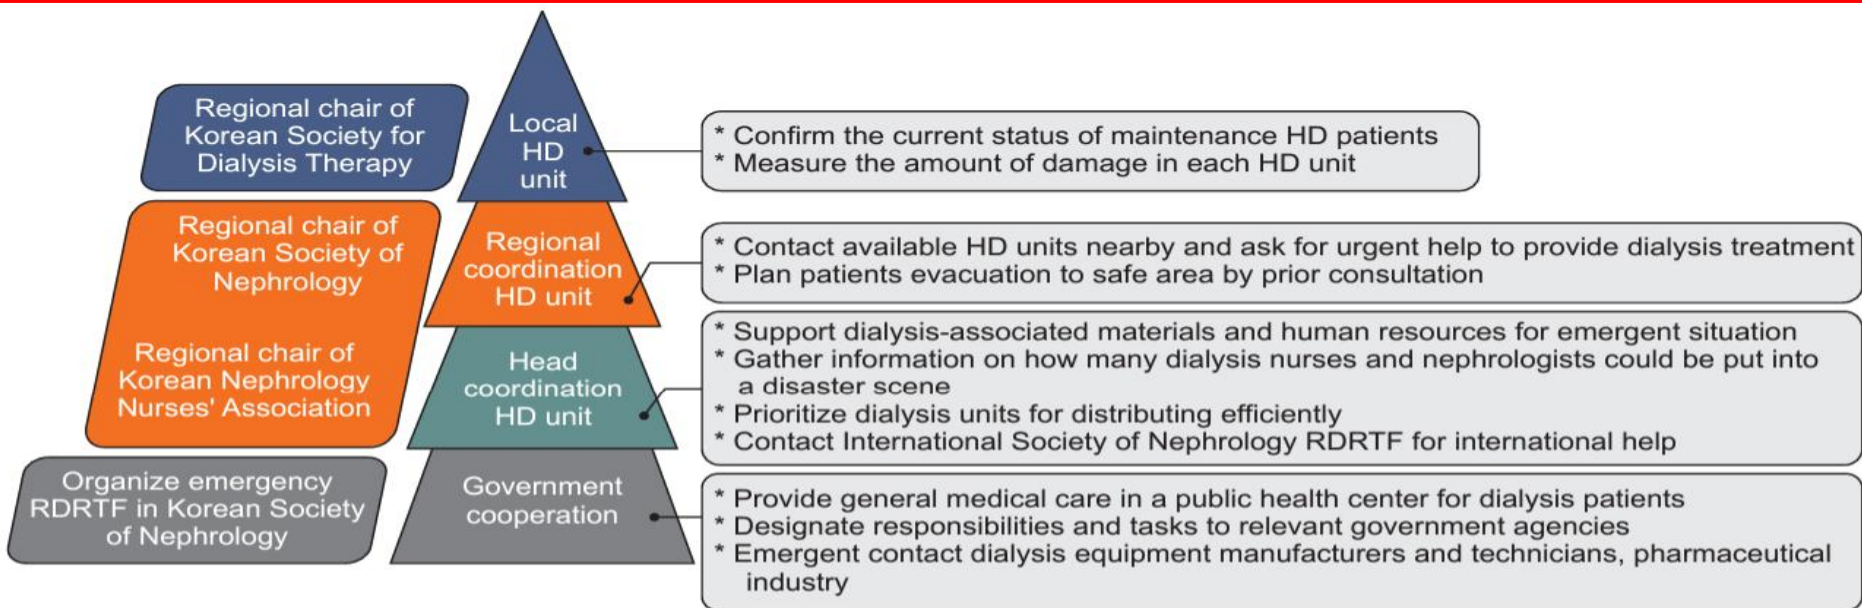 Regional chair of
Korean Society for
Dialysis Therapy
Local
HD
unit
* Confirm the current status of maintenance HD patients
* Measure the amount of damage in each HD unit
Regional chair of
Korean Society of
Nephrology
Regional chair of
Korean Nephrology
Nurses' Association
Regional
coordination
HD unit
* Contact available HD units nearby and ask for urgent help to provide dialysis treatment
* Plan patients evacuation to safe area by prior consultation
Head
coordination
HD unit
* Support dialysis-associated materials and human resources for emergent situation
* Gather information on how many dialysis nurses and nephrologists could be put into
a disaster scene
* Prioritize dialysis units for distributing efficiently
* Contact International Society of Nephrology RDRTF for international help
Organize emergency
RDRTF in Korean Society
of Nephrology
Government
cooperation
* Provide general medical care in a public health center for dialysis patients
* Designate responsibilities and tasks to relevant government agencies
* Emergent contact dialysis equipment manufacturers and technicians, pharmaceutical
industry